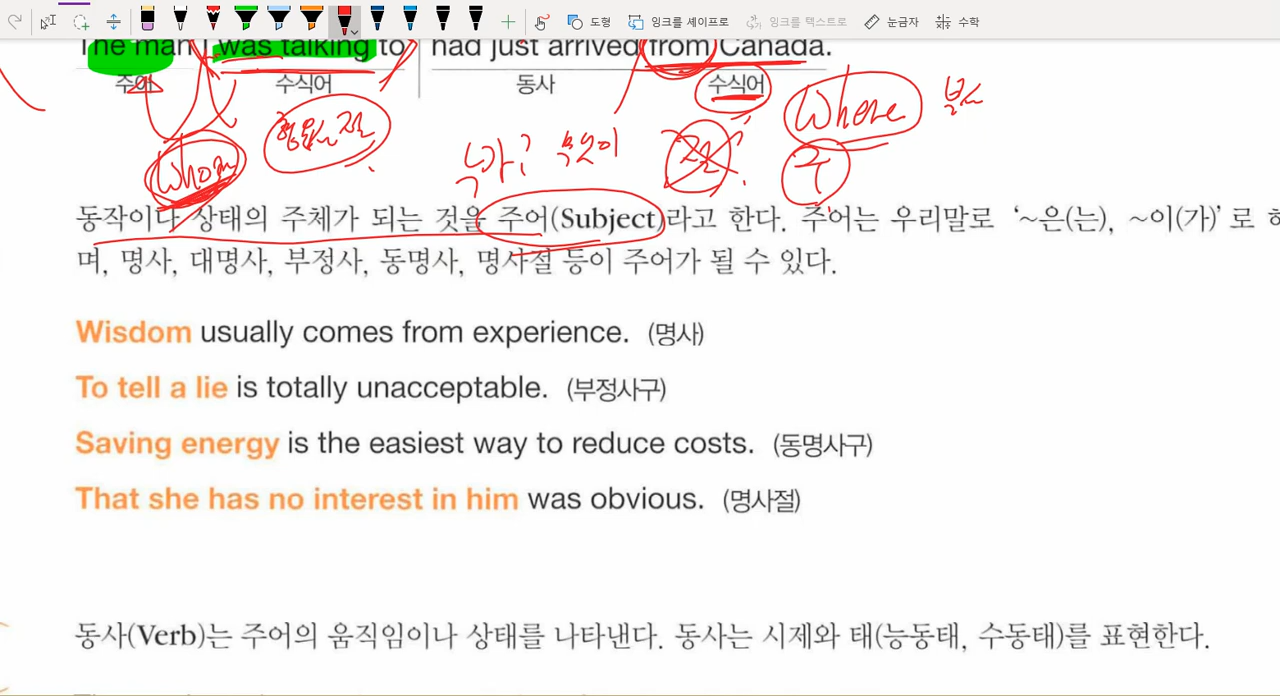 도형 잉크를 셰이프로 잉크를 텍스트로 눈금자 수학
The man I was talking to had just arrived from Canada.
주어 수식어 동사 수식어
whom 형용사절 누가? 무엇이 where
주
동작이나 상태의 주체가 되는 것을 주어(Subject)라고 한다. 주어는 우리말로 ‘~은(는), ~이(가)’로 하
며, 명사, 대명사, 부정사, 동명사, 명사절 등이 주어가 될 수 있다.
Wisdom usually comes from experience. (명사)
To tell a lie is totally unacceptable. (부정사구)
Saving energy is the easiest way to reduce costs. (동명사구)
That she has no interest in him was obvious. (명사절)
동사(Verb)는 주어의 움직임이나 상태를 나타낸다. 동사는 시제와 태(능동태, 수동태)를 표현한다.